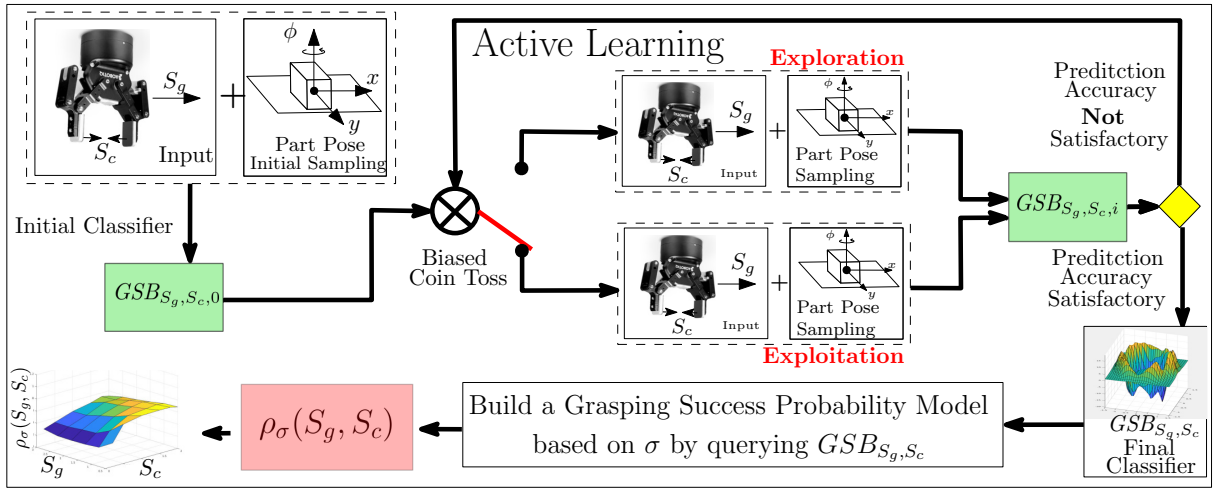 Active Learning
ϕ
x
y
S_g
S_c
Input
+
Part Pose
Initial Sampling
Initial Classifier
GSB_{S_g,S_c,0}
Biased
Coin Toss
Exploration
S_g
S_c
Input
+
ϕ
x
y
Part Pose
Sampling
S_g
S_c
Input
+
ϕ
x
y
Part Pose
Sampling
Exploitation
GSB_{S_g,S_c,i}
Preditction
Accuracy
Not
Satisfactory
Preditction
Accuracy
Satisfactory
GSB_{S_g,S_c}
Final
Classifier
Build a Grasping Success Probability Model
based on σ by querying GSB_{S_g,S_c}
ρ_σ(S_g, S_c)
ρ_σ(S_g, S_c)
S_g
S_c